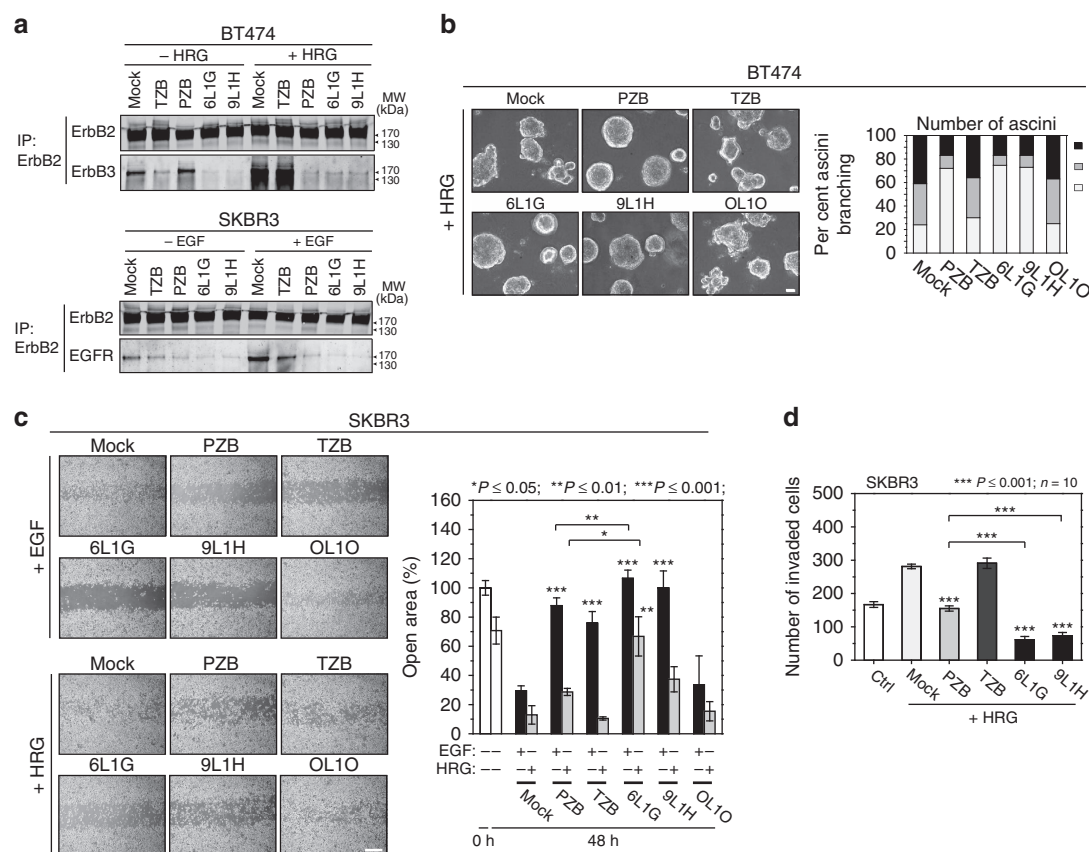 a
BT474
– HRG
+ HRG
Mock
TZB
PZB
6L1G
9L1H
Mock
TZB
PZB
6L1G
9L1H
MW
(kDa)
IP:
ErbB2
ErbB2
170
130
ErbB3
170
130
SKBR3
– EGF
+ EGF
Mock
TZB
PZB
6L1G
9L1H
Mock
TZB
PZB
6L1G
9L1H
MW
(kDa)
IP:
ErbB2
ErbB2
170
130
EGFR
170
130
b
BT474
+ HRG
Mock
PZB
TZB
6L1G
9L1H
OL1O
Number of ascini
Per cent ascini
branching
100
80
60
40
20
0
Mock
PZB
TZB
6L1G
9L1H
OL1O
c
SKBR3
+ EGF
Mock
PZB
TZB
6L1G
9L1H
OL1O
+ HRG
Mock
PZB
TZB
6L1G
9L1H
OL1O
*P ≤ 0.05; **P ≤ 0.01; ***P ≤ 0.001;
Open area (%)
160
140
120
100
80
60
40
20
0
**
*
***
***
***
**
***
EGF: – – + – + – + – + – + – + –
HRG: – – – + – + – + – + – + – +
Mock
PZB
TZB
6L1G
9L1H
OL1O
0 h
48 h
d
SKBR3
*** P ≤ 0.001; n = 10
Number of invaded cells
500
400
300
200
100
0
***
***
***
***
***
***
Ctrl
Mock
PZB
TZB
6L1G
9L1H
+ HRG